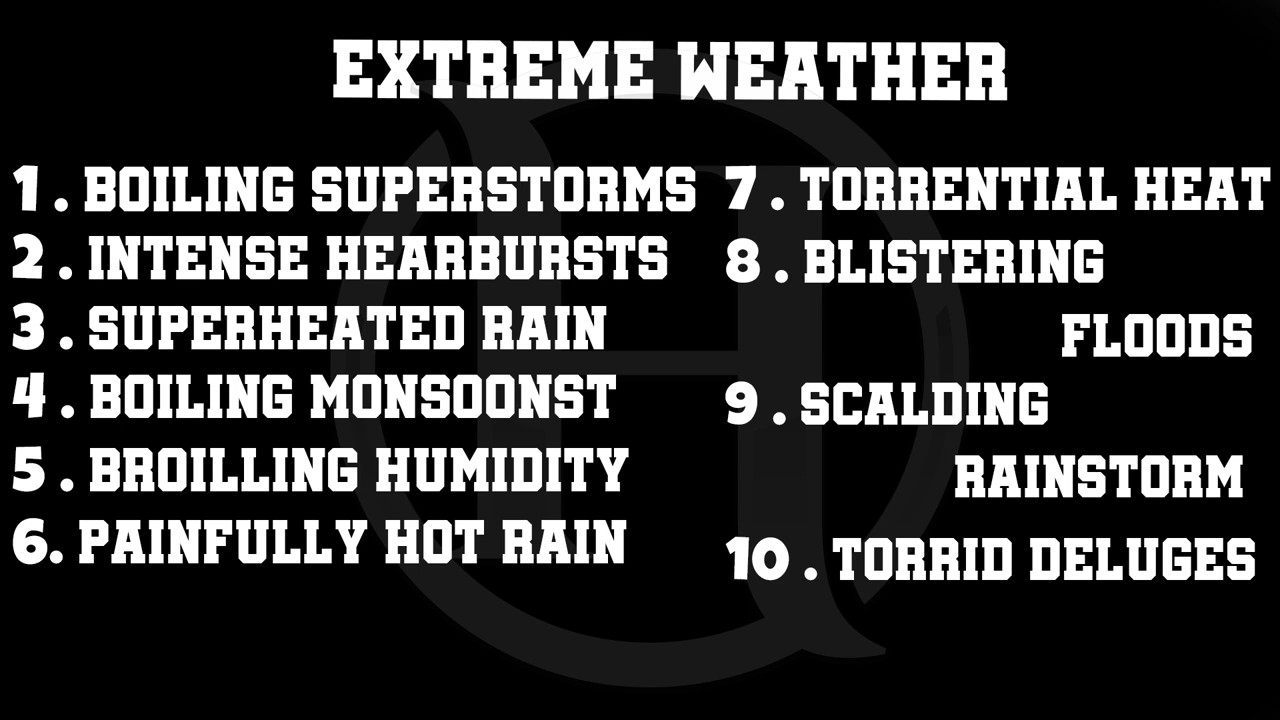 EXTREME WEATHER
1 . BOILING SUPERSTORMS
2 . INTENSE HEARBURSTS
3 . SUPERHEATED RAIN
4 . BOILING MONSOONST
5 . BROILLING HUMIDITY
6. PAINFULLY HOT RAIN
7 . TORRENTIAL HEAT
8 . BLISTERING
FLOODS
9 . SCALDING
RAINSTORM
10 . TORRID DELUGES